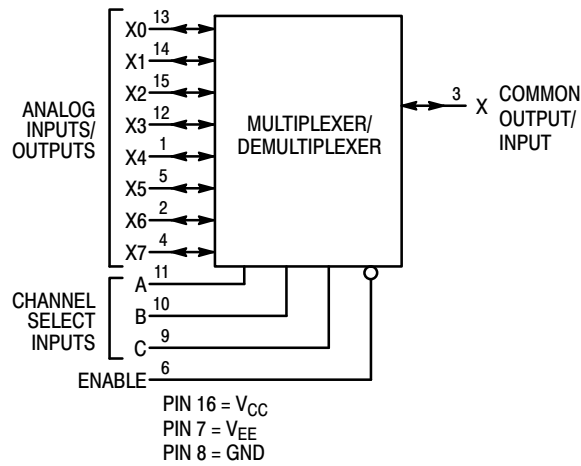 X0 13
X1 14
X2 15
X3 12
X4 1
X5 5
X6 2
X7 4
ANALOG
INPUTS/
OUTPUTS
MULTIPLEXER/
DEMULTIPLEXER
3 X
COMMON
OUTPUT/
INPUT
A 11
B 10
C 9
CHANNEL
SELECT
INPUTS
ENABLE 6
PIN 16 = VCC
PIN 7 = VEE
PIN 8 = GND